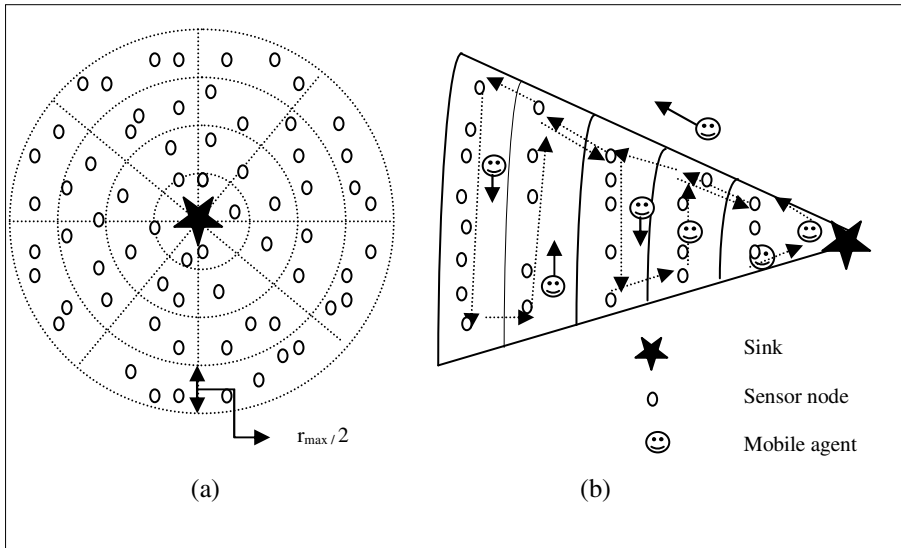 Sink
Sensor node
Mobile agent
r_max / 2
(a)
(b)